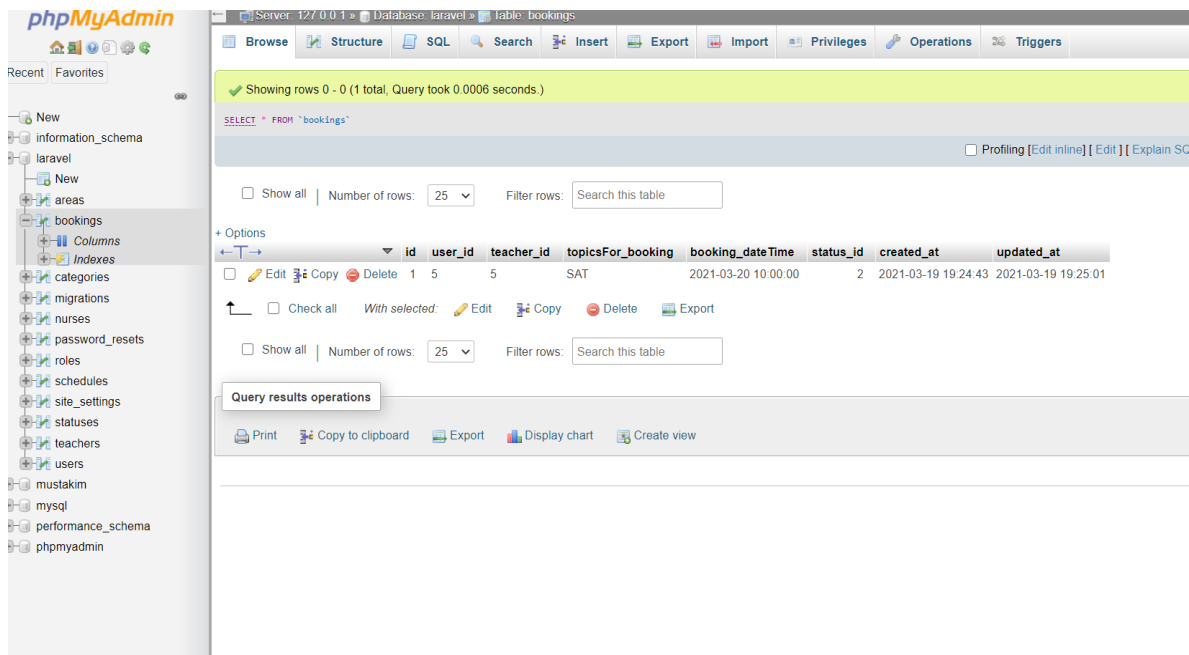 phpMyAdmin
Recent Favorites
New
information_schema
laravel
New
areas
bookings
Columns
Indexes
categories
migrations
nurses
password_resets
roles
schedules
site_settings
statuses
teachers
users
mustakim
mysql
performance_schema
phpmyadmin
Server: 127.0.0.1 » Database: laravel » Table: bookings
Browse Structure SQL Search Insert Export Import Privileges Operations Triggers
Showing rows 0 - 0 (1 total, Query took 0.0006 seconds.)
SELECT * FROM `bookings`
Profiling [Edit inline] [ Edit ] [ Explain SQ
Show all | Number of rows: 25 Filter rows: Search this table
+ Options
←T→ id user_id teacher_id topicsFor_booking booking_dateTime status_id created_at updated_at
Edit Copy Delete 1 5 5 SAT 2021-03-20 10:00:00 2 2021-03-19 19:24:43 2021-03-19 19:25:01
Check all With selected: Edit Copy Delete Export
Show all | Number of rows: 25 Filter rows: Search this table
Query results operations
Print Copy to clipboard Export Display chart Create view